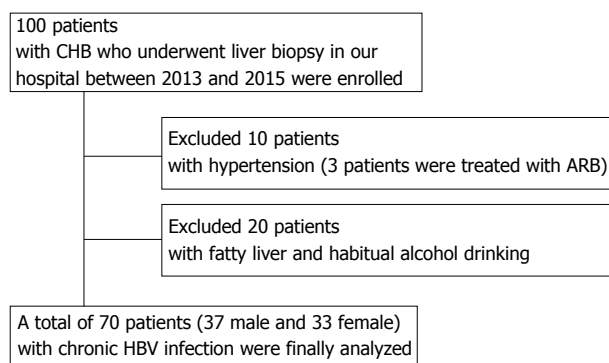 100 patients
with CHB who underwent liver biopsy in our
hospital between 2013 and 2015 were enrolled
Excluded 10 patients
with hypertension (3 patients were treated with ARB)
Excluded 20 patients
with fatty liver and habitual alcohol drinking
A total of 70 patients (37 male and 33 female)
with chronic HBV infection were finally analyzed